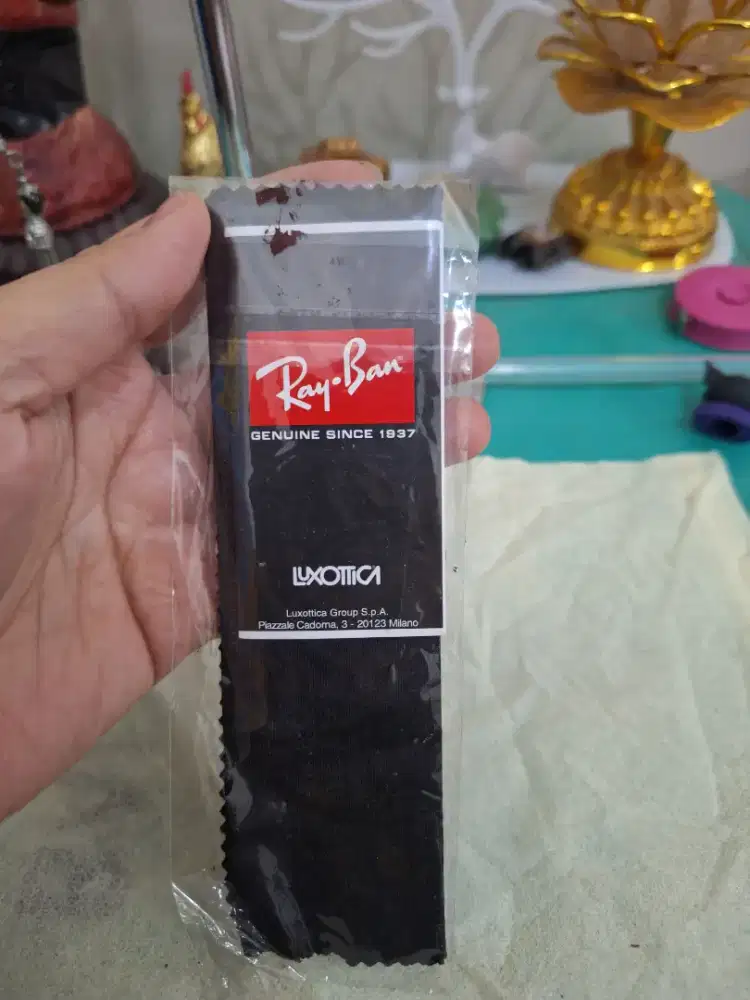 Ray-Ban
GENUINE SINCE 1937
LUXOTTICA
Luxottica Group S.p.A.
Piazzale Cadorna, 3 - 20123 Milano